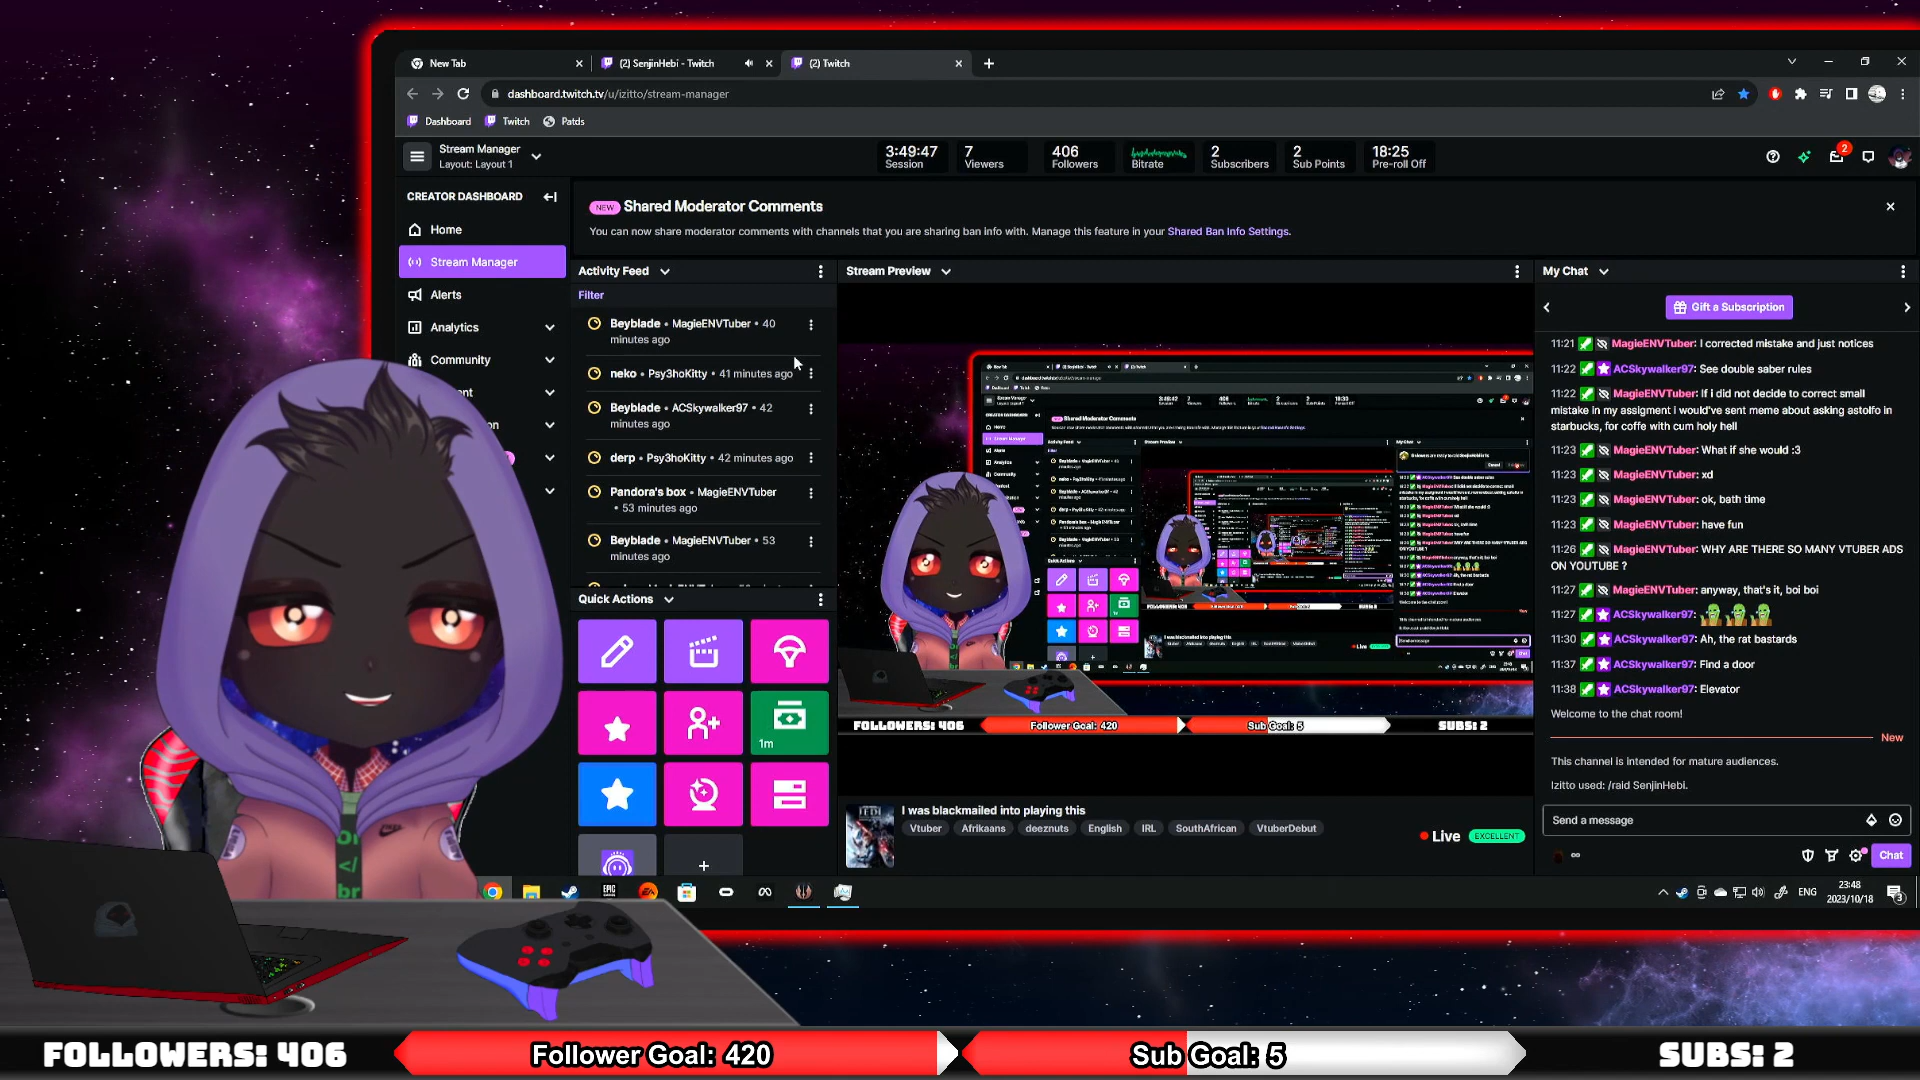 New Tab
(2) SenjinHebi - Twitch
(2) Twitch
dashboard.twitch.tv/u/izitto/stream-manager
Dashboard
Twitch
Patds
Stream Manager
Layout: Layout 1
3:49:47
Session
7
Viewers
406
Followers
Bitrate
2
Subscribers
2
Sub Points
18:25
Pre-roll Off
2
CREATOR DASHBOARD
Home
Stream Manager
Alerts
Analytics
Community
NEW Shared Moderator Comments
You can now share moderator comments with channels that you are sharing ban info with. Manage this feature in your Shared Ban Info Settings.
Activity Feed
Filter
Beyblade • MagieENVTuber • 40
minutes ago
neko • Psy3hoKitty • 41 minutes ago
Beyblade • ACSkywalker97 • 42
minutes ago
derp • Psy3hoKitty • 42 minutes ago
Pandora's box • MagieENVTuber
• 53 minutes ago
Beyblade • MagieENVTuber • 53
minutes ago
Quick Actions
1m
Stream Preview
FOLLOWERS: 406
Follower Goal: 420
Sub Goal: 5
SUBS: 2
I was blackmailed into playing this
Vtuber
Afrikaans
deeznuts
English
IRL
SouthAfrican
VtuberDebut
Live
EXCELLENT
My Chat
Gift a Subscription
11:21 MagieENVTuber: I corrected mistake and just notices
11:22 ACSkywalker97: See double saber rules
11:22 MagieENVTuber: If i did not decide to correct small
mistake in my assigment i would've sent meme about asking astolfo in
starbucks, for coffe with cum holy hell
11:23 MagieENVTuber: What if she would :3
11:23 MagieENVTuber: xd
11:23 MagieENVTuber: ok, bath time
11:23 MagieENVTuber: have fun
11:26 MagieENVTuber: WHY ARE THERE SO MANY VTUBER ADS
ON YOUTUBE ?
11:27 MagieENVTuber: anyway, that's it, boi boi
11:27 ACSkywalker97:
11:30 ACSkywalker97: Ah, the rat bastards
11:37 ACSkywalker97: Find a door
11:38 ACSkywalker97: Elevator
Welcome to the chat room!
New
This channel is intended for mature audiences.
Izitto used: /raid SenjinHebi.
Send a message
Chat
EPIC
EA
ENG
23:48
2023/10/18
3
FOLLOWERS: 406
Follower Goal: 420
Sub Goal: 5
SUBS: 2